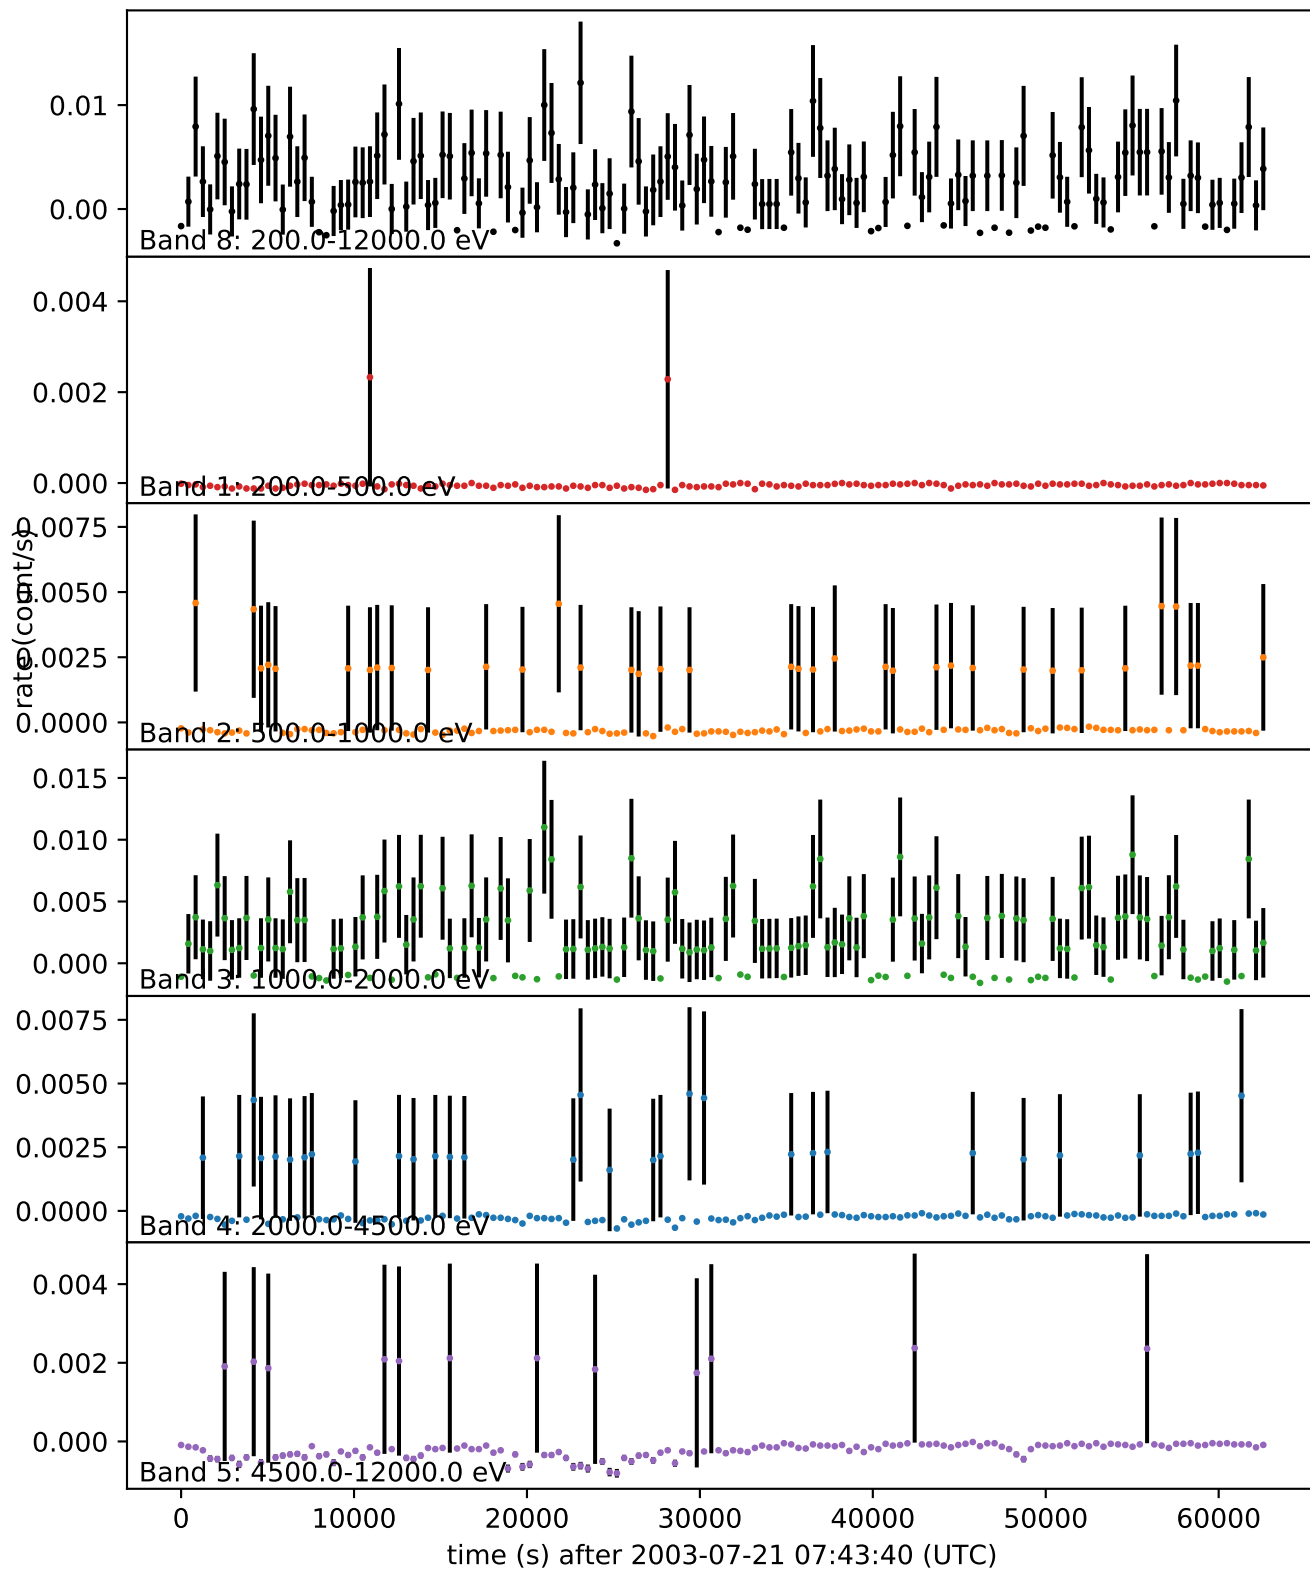 0.01
0.00
Band 8: 200.0-12000.0 eV
0.004
0.002
0.000
Band 1: 200.0-500.0 eV
rate (count/s)
0.0075
0.0050
0.0025
0.0000
Band 2: 500.0-1000.0 eV
0.015
0.010
0.005
0.000
Band 3: 1000.0-2000.0 eV
0.0075
0.0050
0.0025
0.0000
Band 4: 2000.0-4500.0 eV
0.004
0.002
0.000
Band 5: 4500.0-12000.0 eV
0 10000 20000 30000 40000 50000 60000
time (s) after 2003-07-21 07:43:40 (UTC)